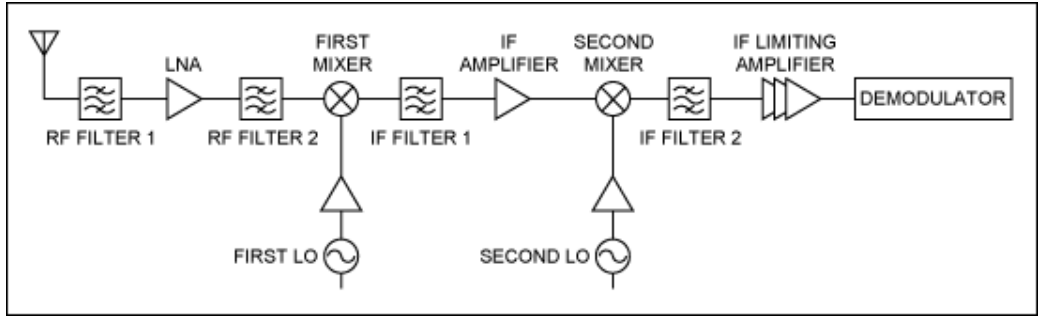 LNA
FIRST
MIXER
IF
AMPLIFIER
SECOND
MIXER
IF LIMITING
AMPLIFIER
DEMODULATOR
RF FILTER 1
RF FILTER 2
IF FILTER 1
IF FILTER 2
FIRST LO
SECOND LO